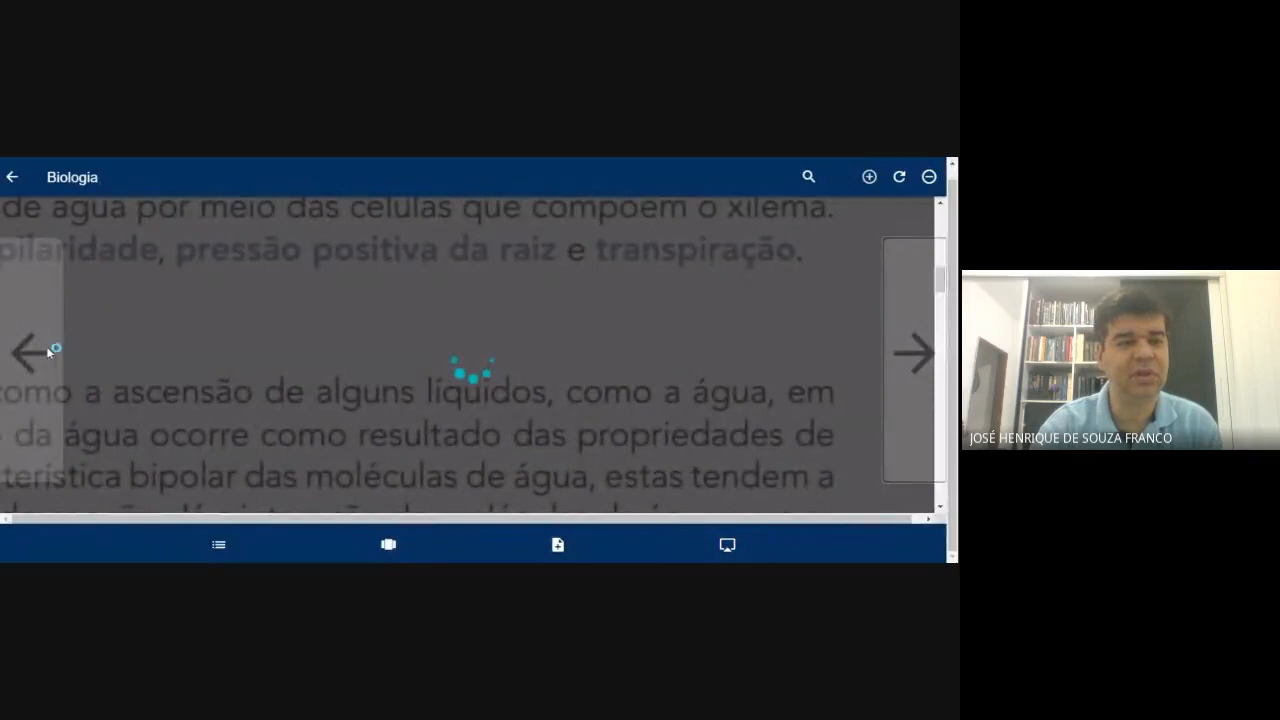 Biologia
de água por meio das células que compõem o xilema.
pilaridade, pressão positiva da raiz e transpiração.
como a ascensão de alguns líquidos, como a água, em
da água ocorre como resultado das propriedades de
terística bipolar das moléculas de água, estas tendem a
JOSÉ HENRIQUE DE SOUZA FRANCO